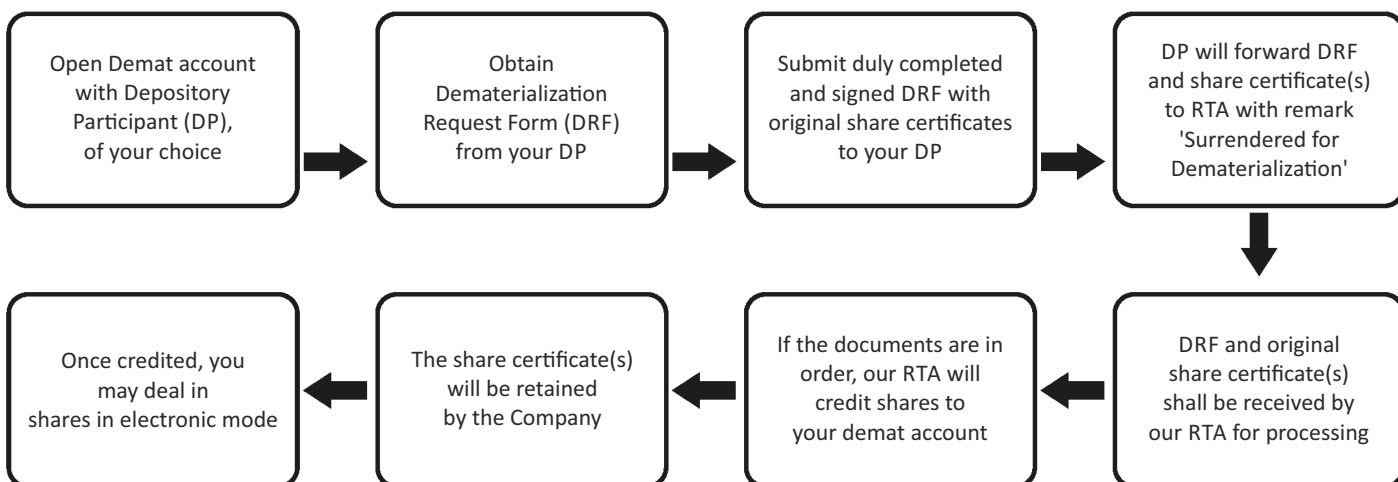 Open Demat account
with Depository
Participant (DP),
of your choice
Obtain
Dematerialization
Request Form (DRF)
from your DP
Submit duly completed
and signed DRF with
original share certificates
to your DP
DP will forward DRF
and share certificate(s)
to RTA with remark
'Surrendered for
Dematerialization'
DRF and original
share certificate(s)
shall be received by
our RTA for processing
If the documents are in
order, our RTA will
credit shares to
your demat account
The share certificate(s)
will be retained
by the Company
Once credited, you
may deal in
shares in electronic mode